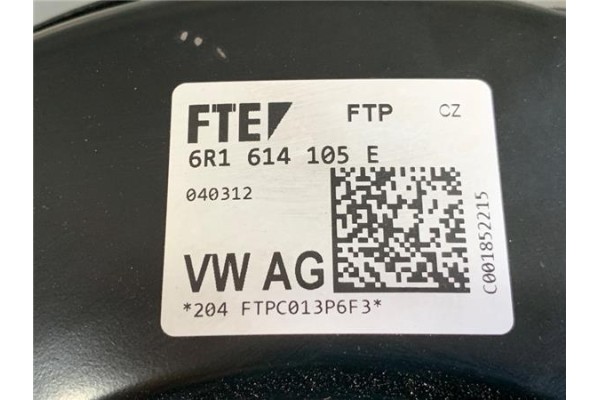 FTE FTP CZ
6R1 614 105 E
040312
VW AG
*204 FTPC013P6F3*
C001852215